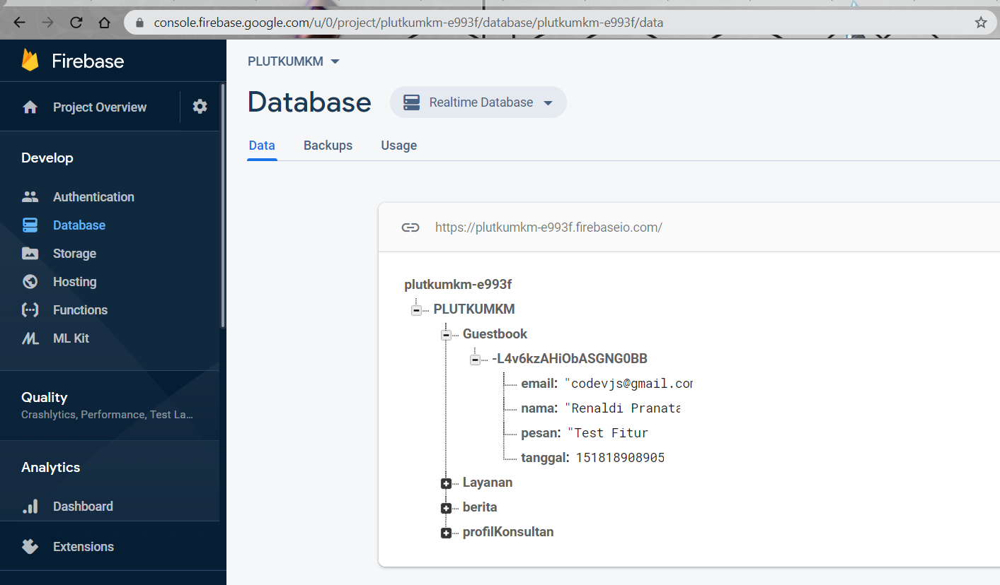 console.firebase.google.com/u/0/project/plutkumkm-e993f/database/plutkumkm-e993f/data
Firebase
Project Overview
Develop
Authentication
Database
Storage
Hosting
Functions
ML Kit
Quality
Crashlytics, Performance, Test La...
Analytics
Dashboard
Extensions
PLUTKUMKM
Database
Realtime Database
Data
Backups
Usage
https://plutkumkm-e993f.firebaseio.com/
plutkumkm-e993f
PLUTKUMKM
Guestbook
-L4v6kzAHiObASGNG0BB
email: "codevjs@gmail.com
nama: "Renaldi Pranata
pesan: "Test Fitur
tanggal: 151818908905
Layanan
berita
profilKonsultan